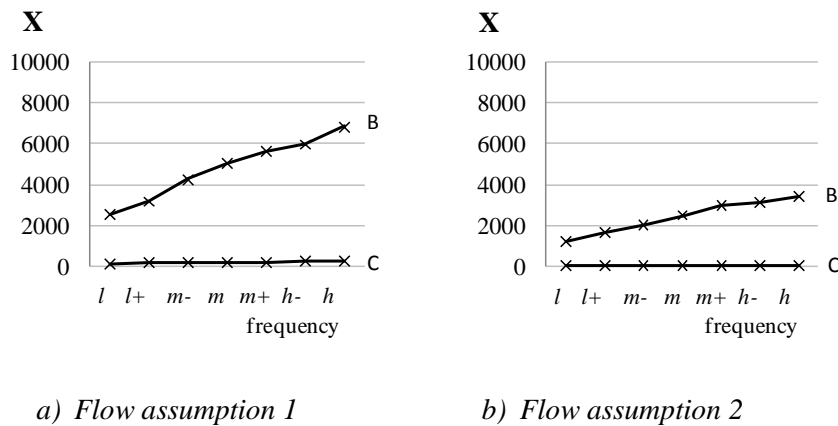 X
10000
8000
6000
4000
2000
0
B
C
l l+ m- m m+ h- h
frequency
a) Flow assumption 1
X
10000
8000
6000
4000
2000
0
B
C
l l+ m- m m+ h- h
frequency
b) Flow assumption 2